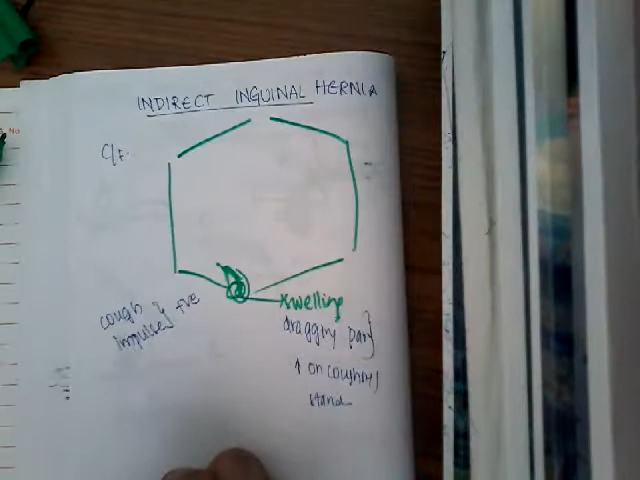 INDIRECT INGUINAL HERNIA
C/F.
cough } +ve
impulse
swelling
dragging pain }
↑ on coughing /
stand